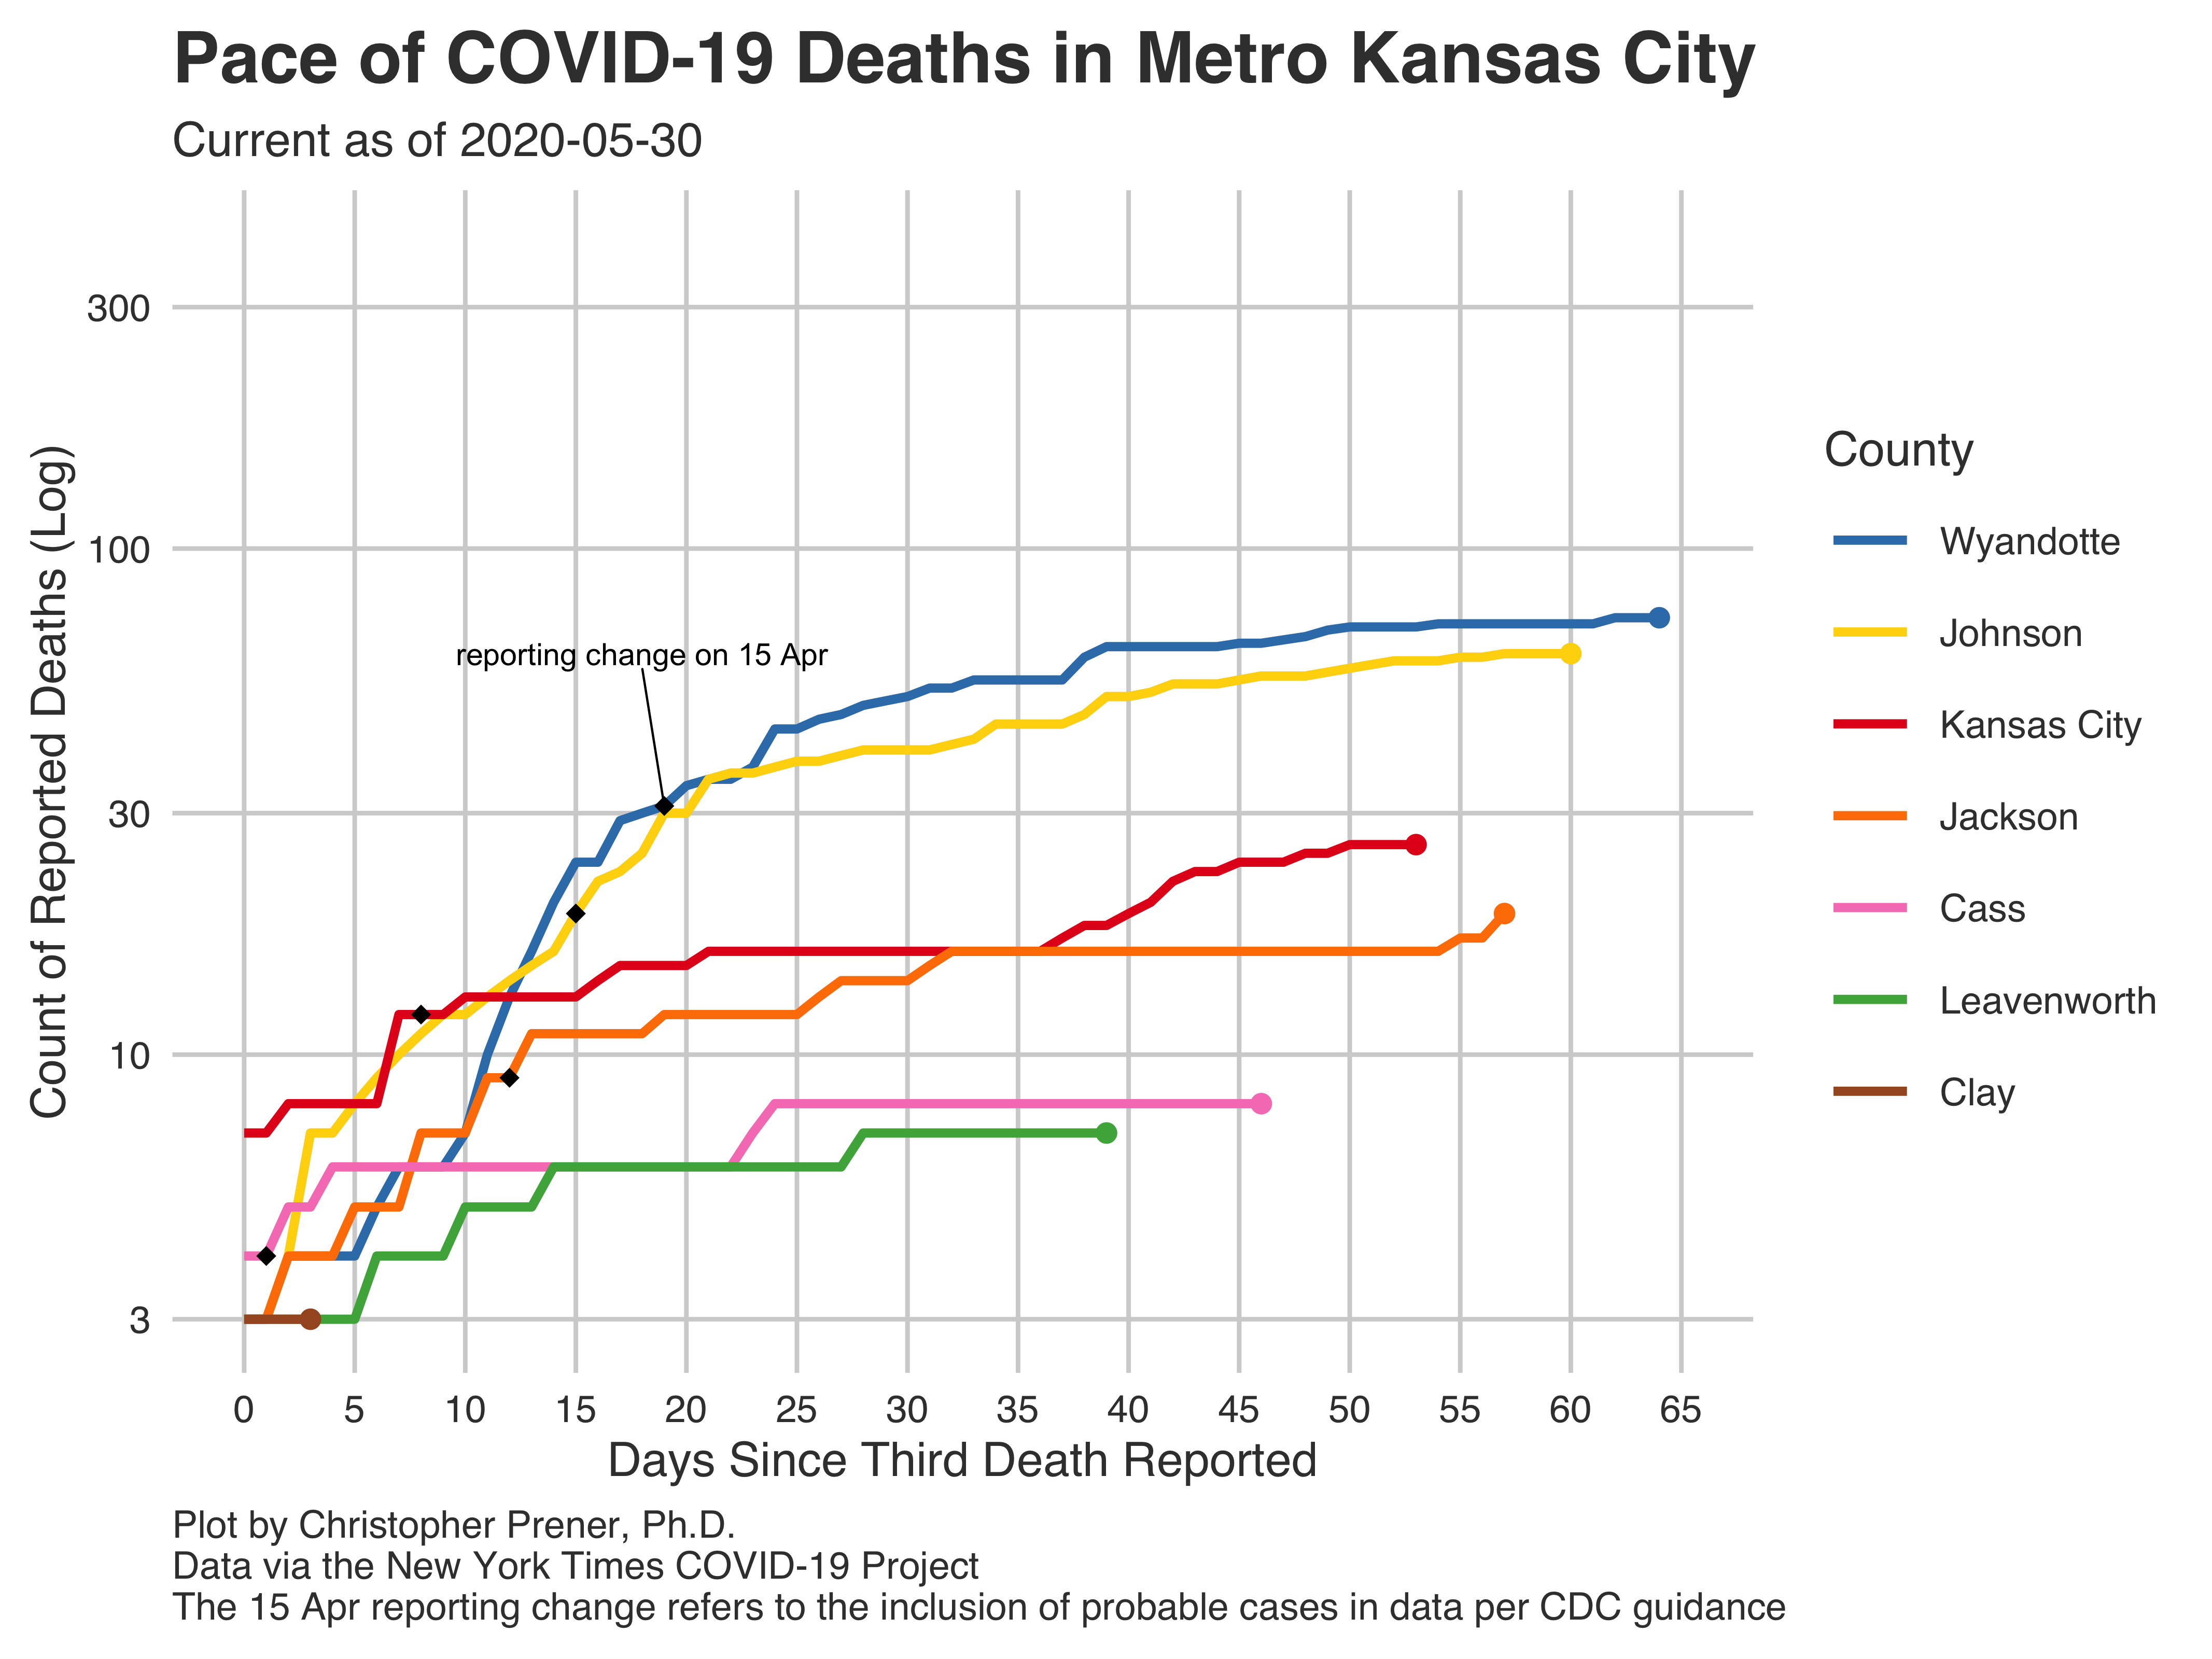 Pace of COVID-19 Deaths in Metro Kansas City
Current as of 2020-05-30
Count of Reported Deaths (Log)
300
100
30
10
3
reporting change on 15 Apr
0 5 10 15 20 25 30 35 40 45 50 55 60 65
Days Since Third Death Reported
County
Wyandotte
Johnson
Kansas City
Jackson
Cass
Leavenworth
Clay
Plot by Christopher Prener, Ph.D.
Data via the New York Times COVID-19 Project
The 15 Apr reporting change refers to the inclusion of probable cases in data per CDC guidance